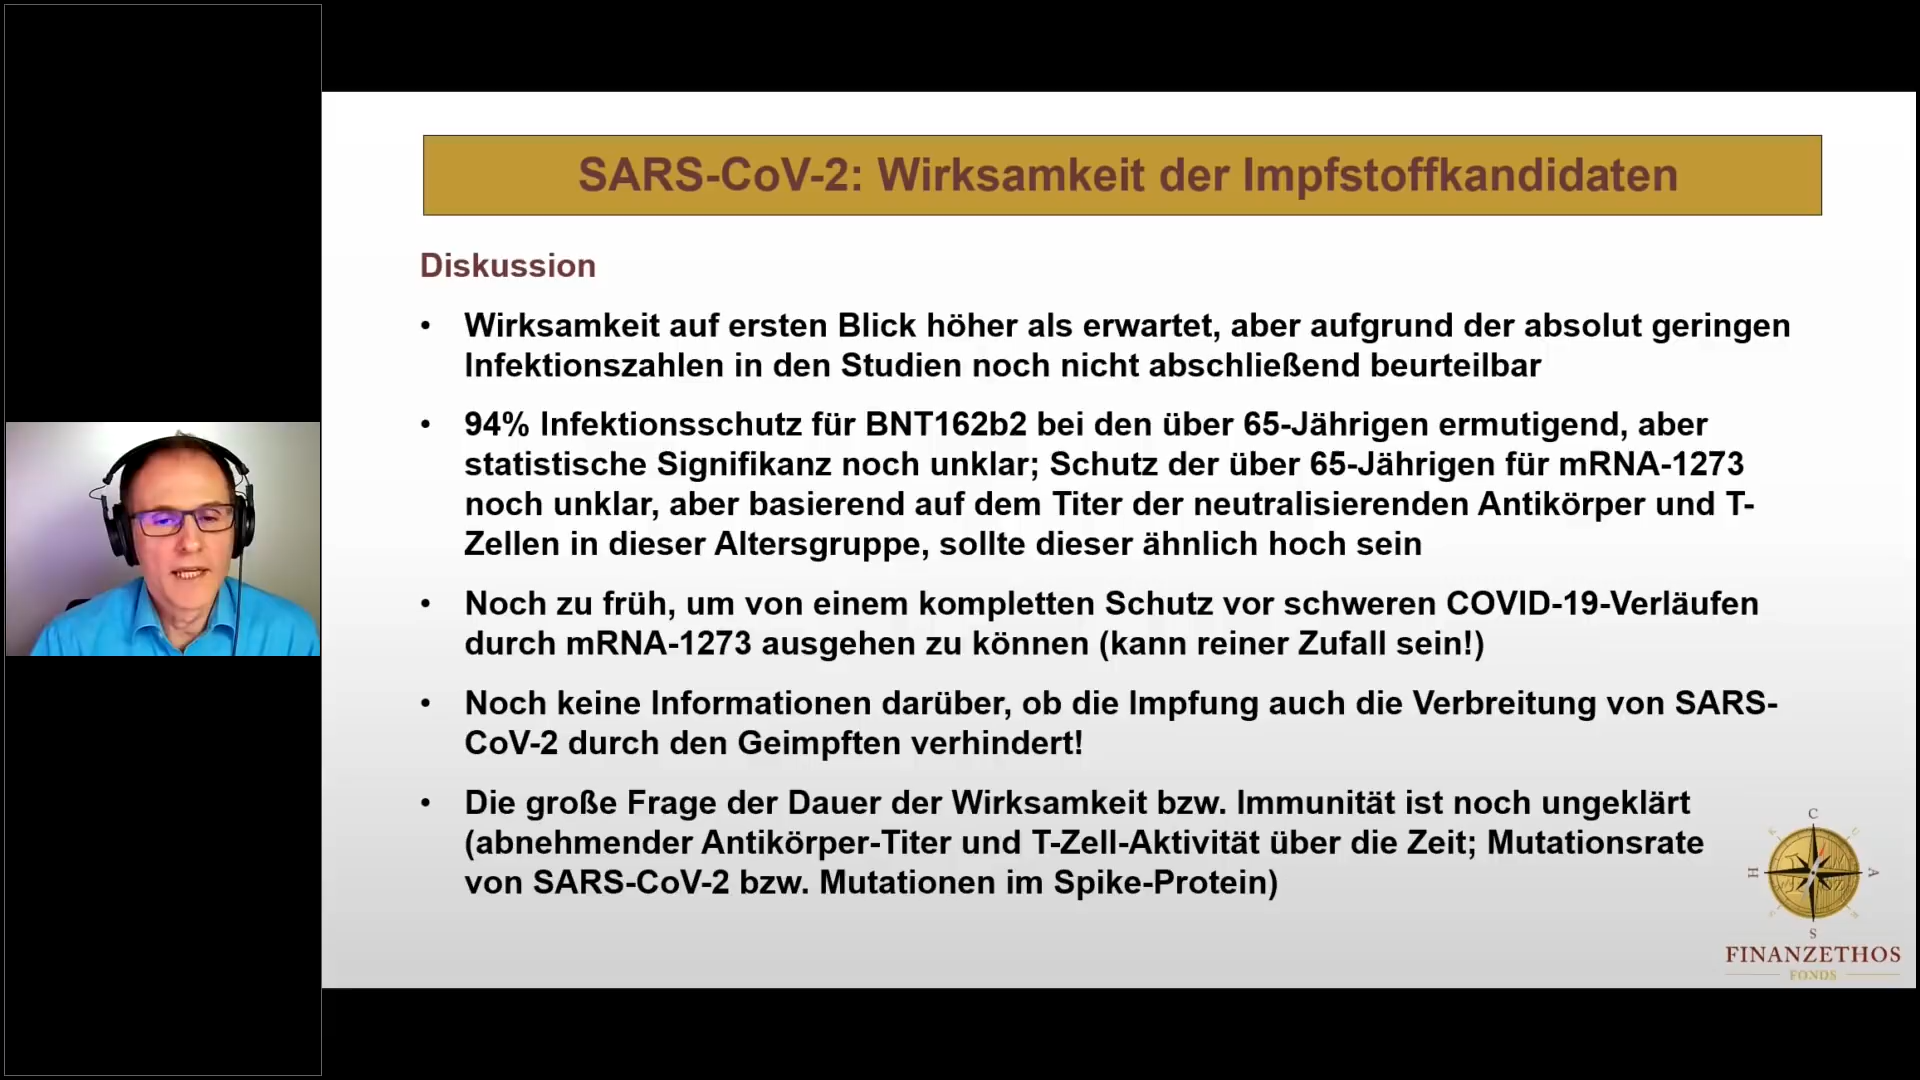 SARS-CoV-2: Wirksamkeit der Impfstoffkandidaten
Diskussion
• Wirksamkeit auf ersten Blick höher als erwartet, aber aufgrund der absolut geringen
Infektionszahlen in den Studien noch nicht abschließend beurteilbar
• 94% Infektionsschutz für BNT162b2 bei den über 65-Jährigen ermutigend, aber
statistische Signifikanz noch unklar; Schutz der über 65-Jährigen für mRNA-1273
noch unklar, aber basierend auf dem Titer der neutralisierenden Antikörper und T-
Zellen in dieser Altersgruppe, sollte dieser ähnlich hoch sein
• Noch zu früh, um von einem kompletten Schutz vor schweren COVID-19-Verläufen
durch mRNA-1273 ausgehen zu können (kann reiner Zufall sein!)
• Noch keine Informationen darüber, ob die Impfung auch die Verbreitung von SARS-
CoV-2 durch den Geimpften verhindert!
• Die große Frage der Dauer der Wirksamkeit bzw. Immunität ist noch ungeklärt
(abnehmender Antikörper-Titer und T-Zell-Aktivität über die Zeit; Mutationsrate
von SARS-CoV-2 bzw. Mutationen im Spike-Protein)
C
H A
S
FINANZETHOS
FONDS